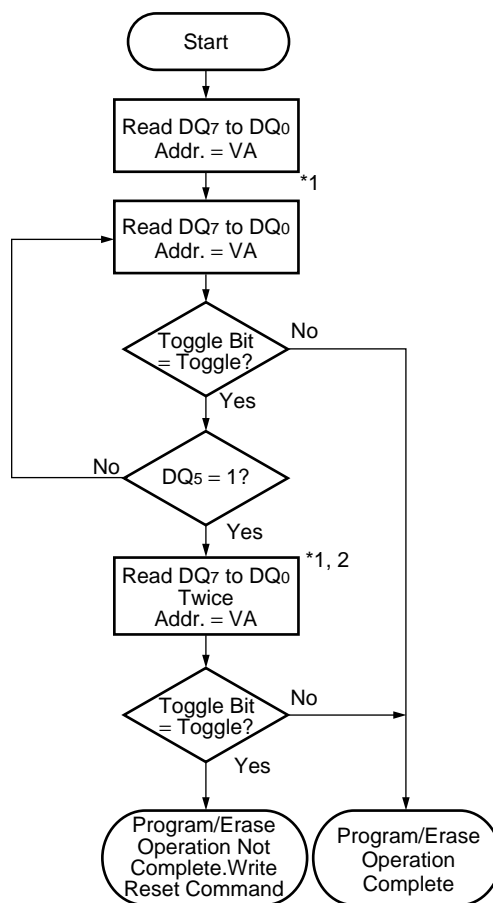 Start
Read DQ7 to DQ0
Addr. = VA
*1
Read DQ7 to DQ0
Addr. = VA
Toggle Bit
= Toggle?
No
Yes
DQ5 = 1?
No
Yes
*1, 2
Read DQ7 to DQ0
Twice
Addr. = VA
Toggle Bit
= Toggle?
No
Yes
Program/Erase
Operation Not
Complete.Write
Reset Command
Program/Erase
Operation
Complete